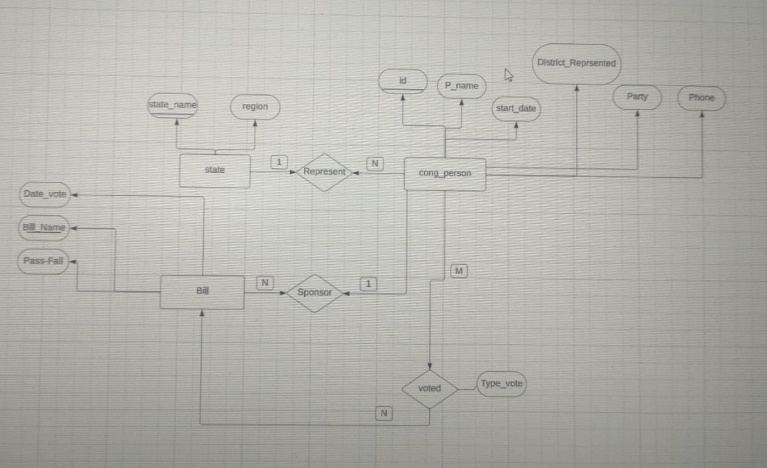 District_Reprsented
id
P_name
Party
Phone
state_name
region
start_date
1
N
state
Represent
cong_person
Date_vote
Bill_Name
Pass-Fail
M
N
1
Bill
Sponsor
voted
Type_vote
N